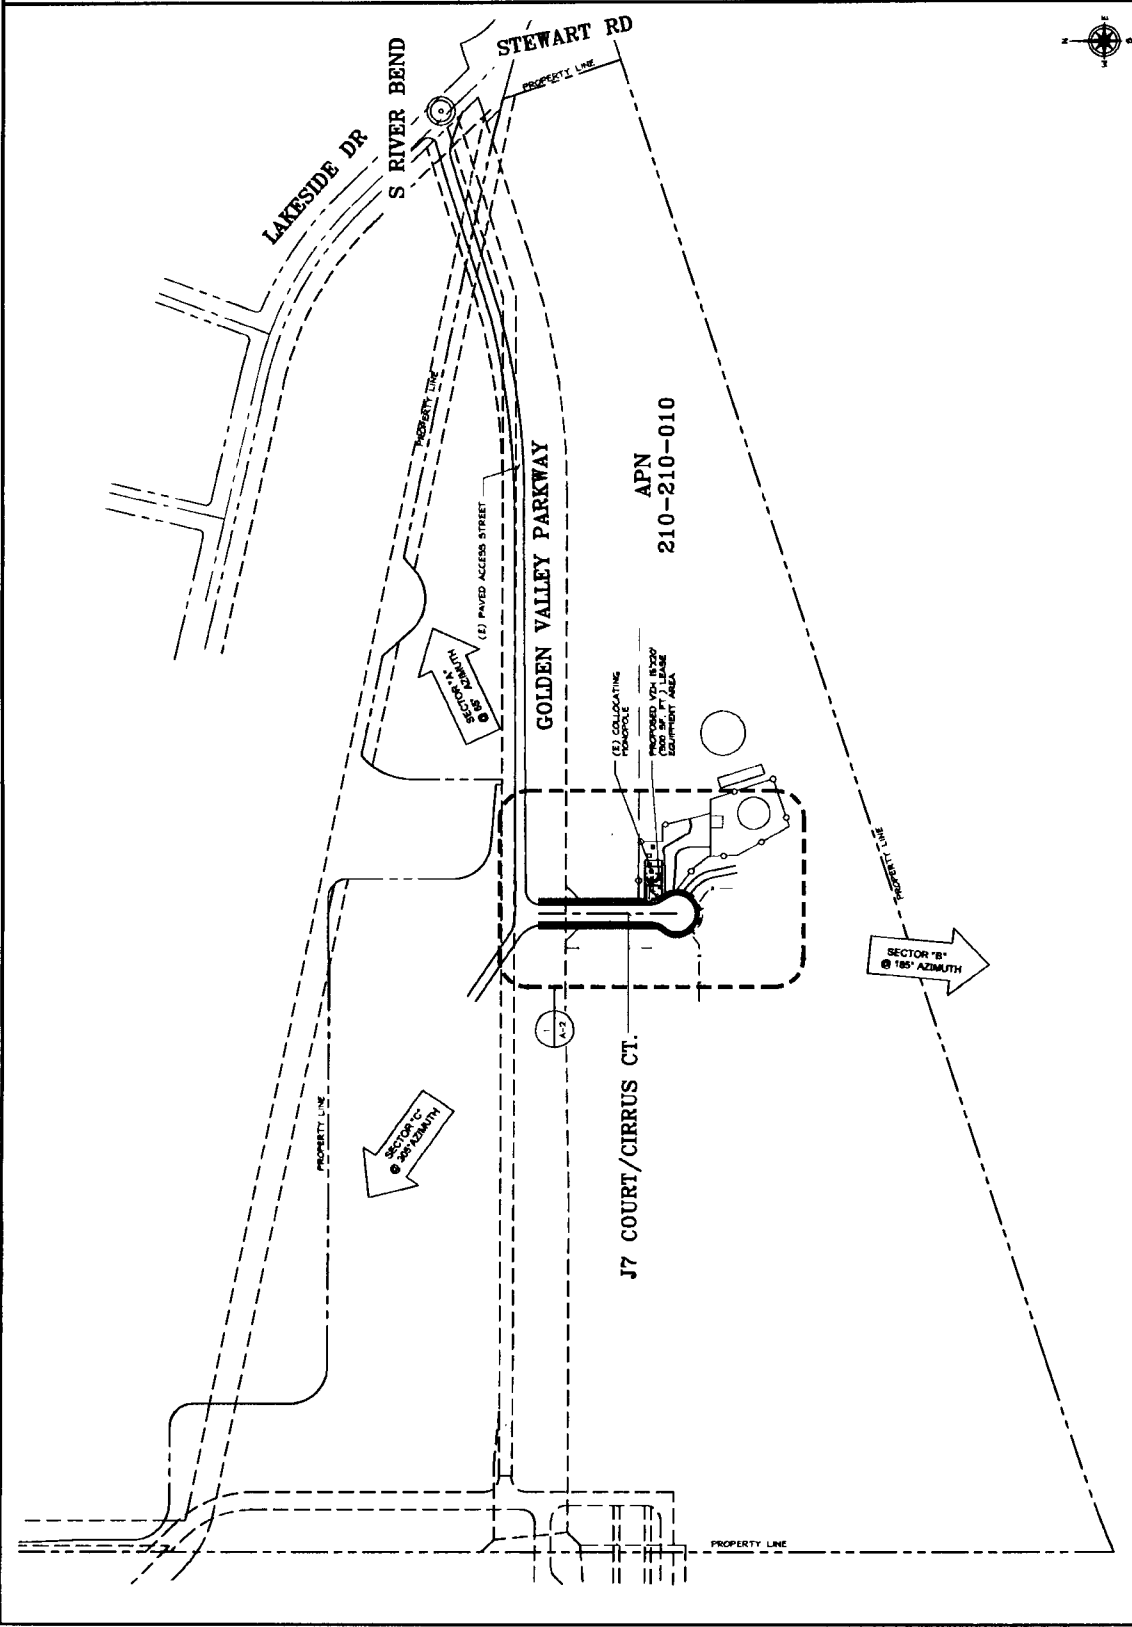 STEWART RD
S RIVER BEND
LAKESIDE DR
PROPERTY LINE
PROPERTY LINE
(E) PAVED ACCESS STREET
GOLDEN VALLEY PARKWAY
APN
210-210-010
SECTOR "A"
@ 65° AZIMUTH
(E) COLLOCATING
MONOPOLE
PROPOSED VZW 15'X20'
(300 SF. FT.) LEASE
EQUIPMENT AREA
PROPERTY LINE
SECTOR "B"
@ 185° AZIMUTH
1
A-2
J7 COURT/CIRRUS CT.
PROPERTY LINE
SECTOR "C"
@ 305° AZIMUTH
PROPERTY LINE
N
E
S
W